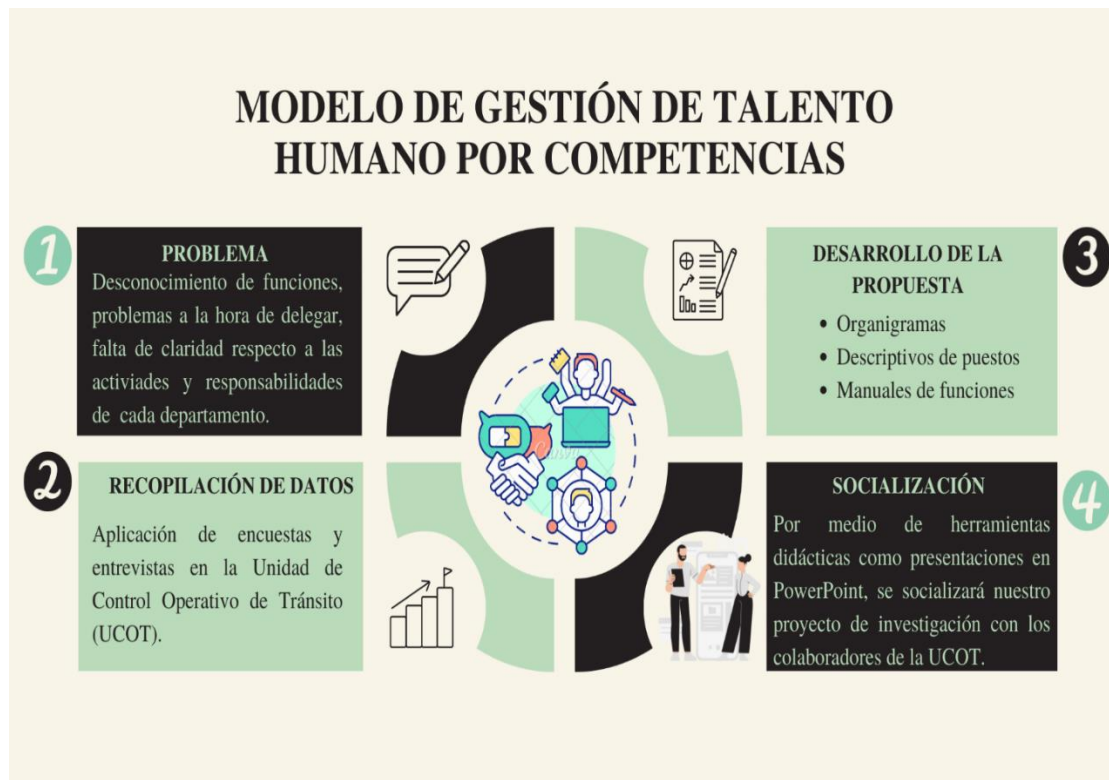 MODELO DE GESTIÓN DE TALENTO
HUMANO POR COMPETENCIAS
1
PROBLEMA
Desconocimiento de funciones,
problemas a la hora de delegar,
falta de claridad respecto a las
activiades y responsabilidades
de cada departamento.
2
RECOPILACIÓN DE DATOS
Aplicación de encuestas y
entrevistas en la Unidad de
Control Operativo de Tránsito
(UCOT).
3
DESARROLLO DE LA
PROPUESTA
• Organigramas
• Descriptivos de puestos
• Manuales de funciones
4
SOCIALIZACIÓN
Por medio de herramientas
didácticas como presentaciones en
PowerPoint, se socializará nuestro
proyecto de investigación con los
colaboradores de la UCOT.
Canva